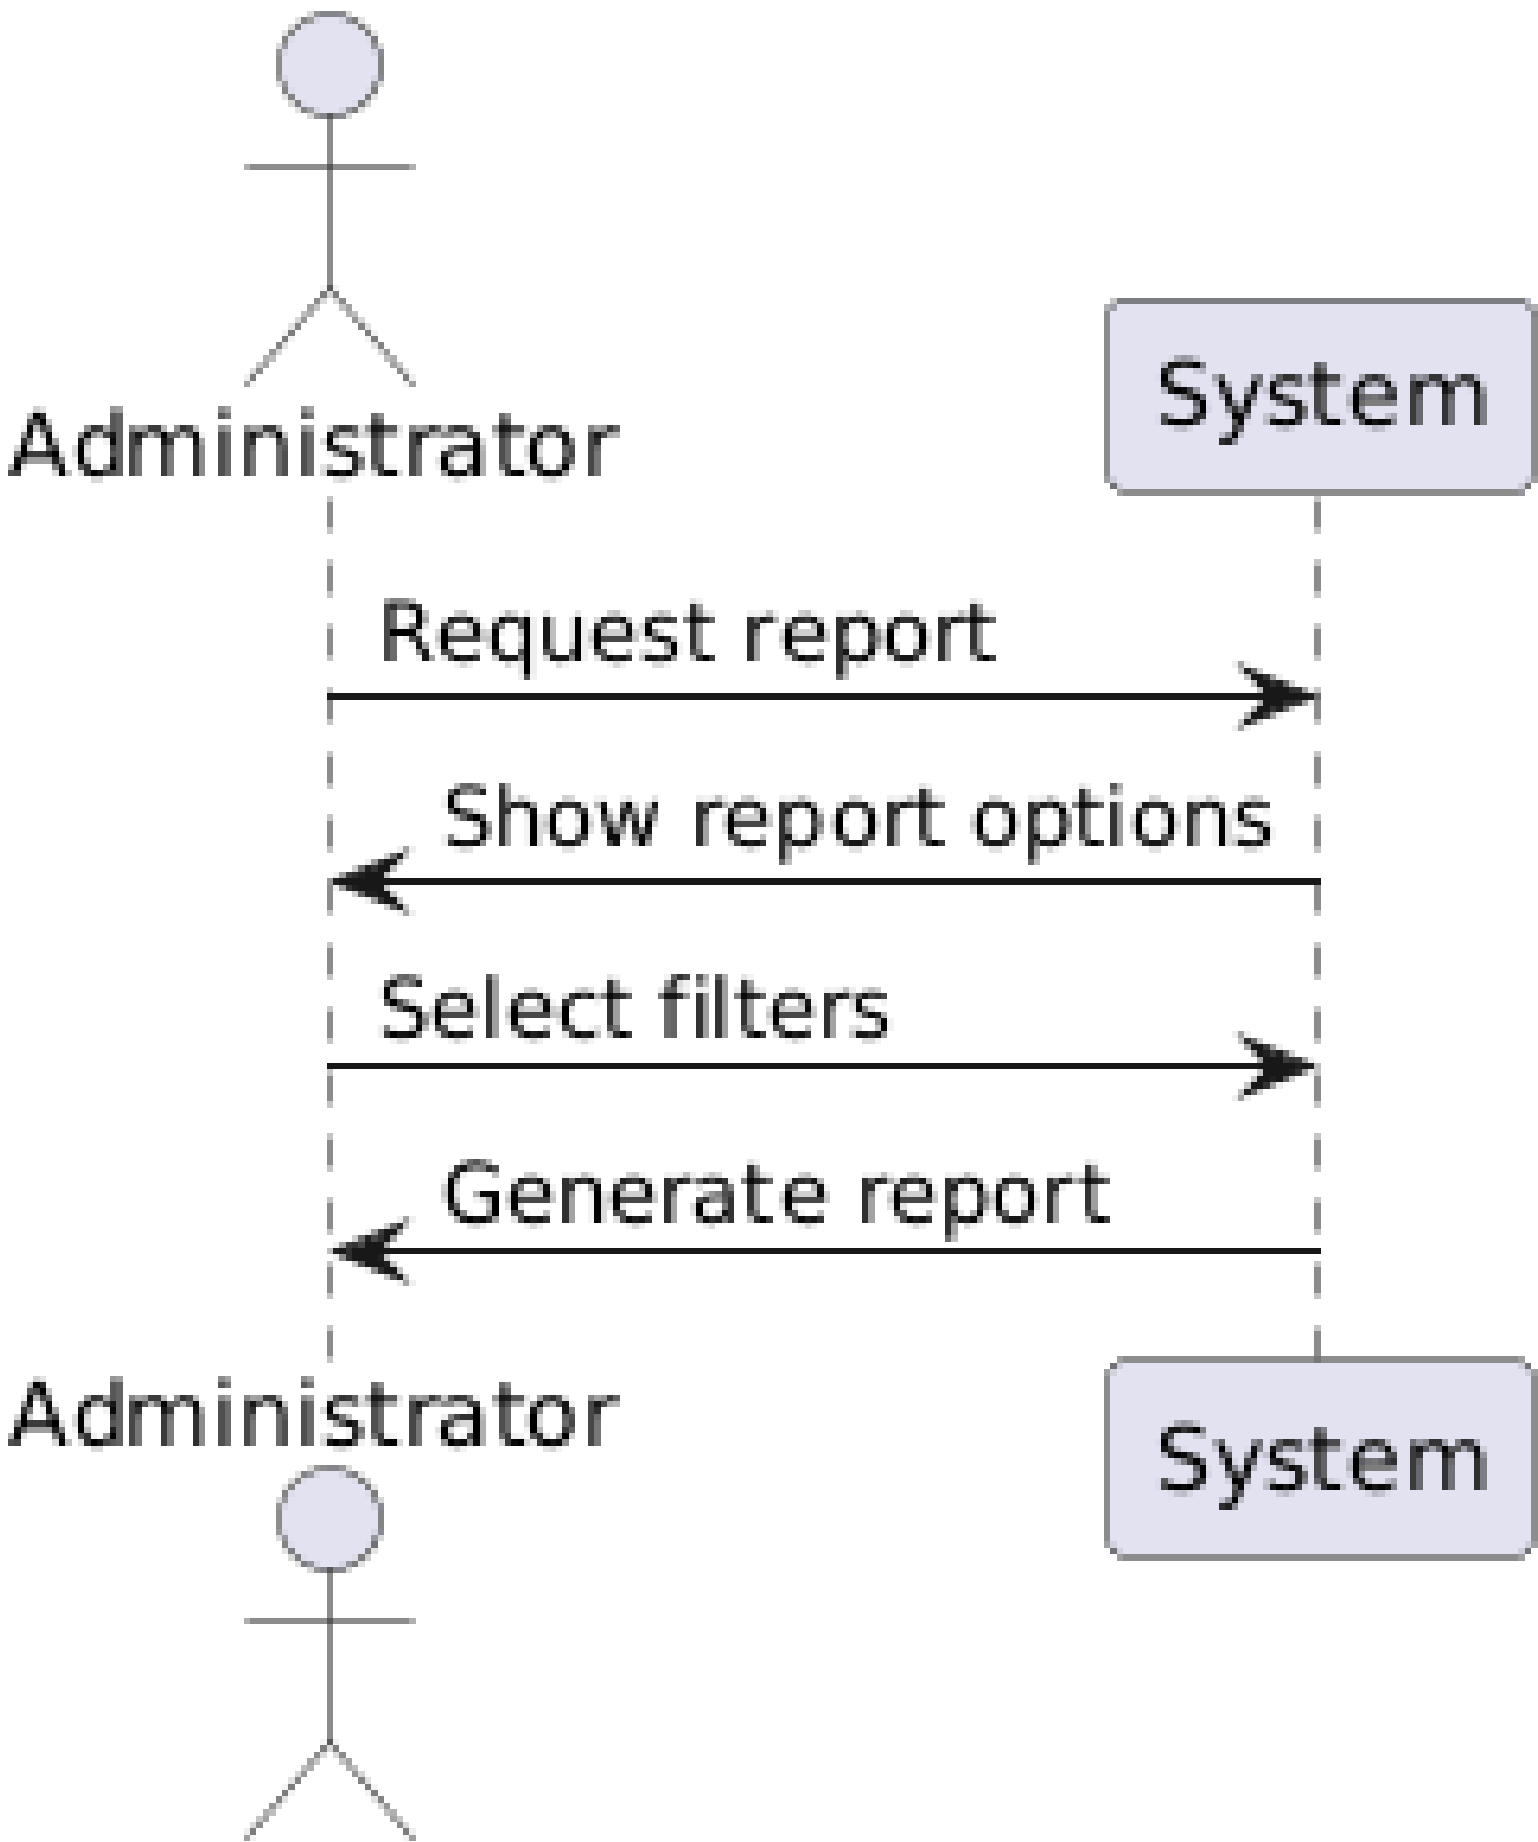 Administrator
System
Request report
Show report options
Select filters
Generate report
Administrator
System